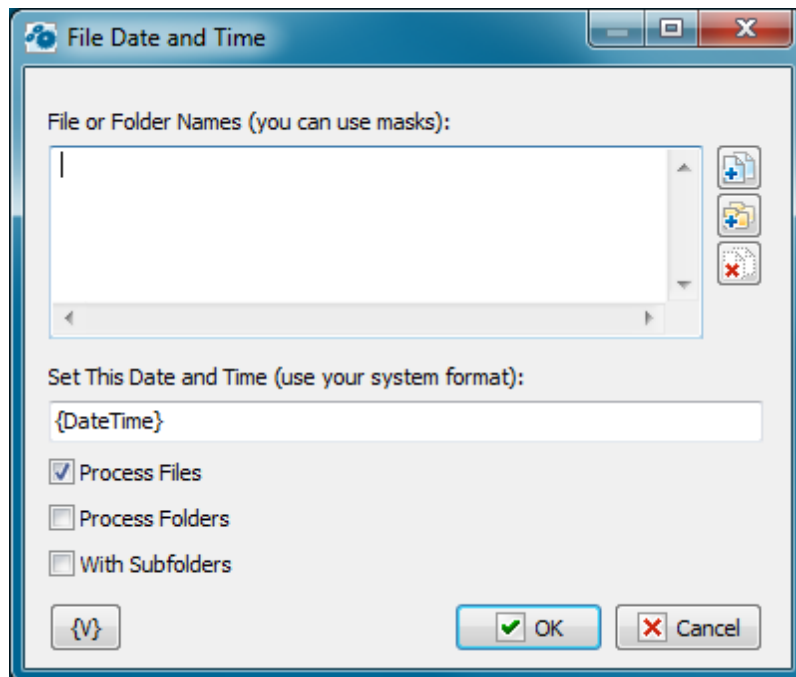 File Date and Time
File or Folder Names (you can use masks):
Set This Date and Time (use your system format):
{DateTime}
Process Files
Process Folders
With Subfolders
{V} OK Cancel